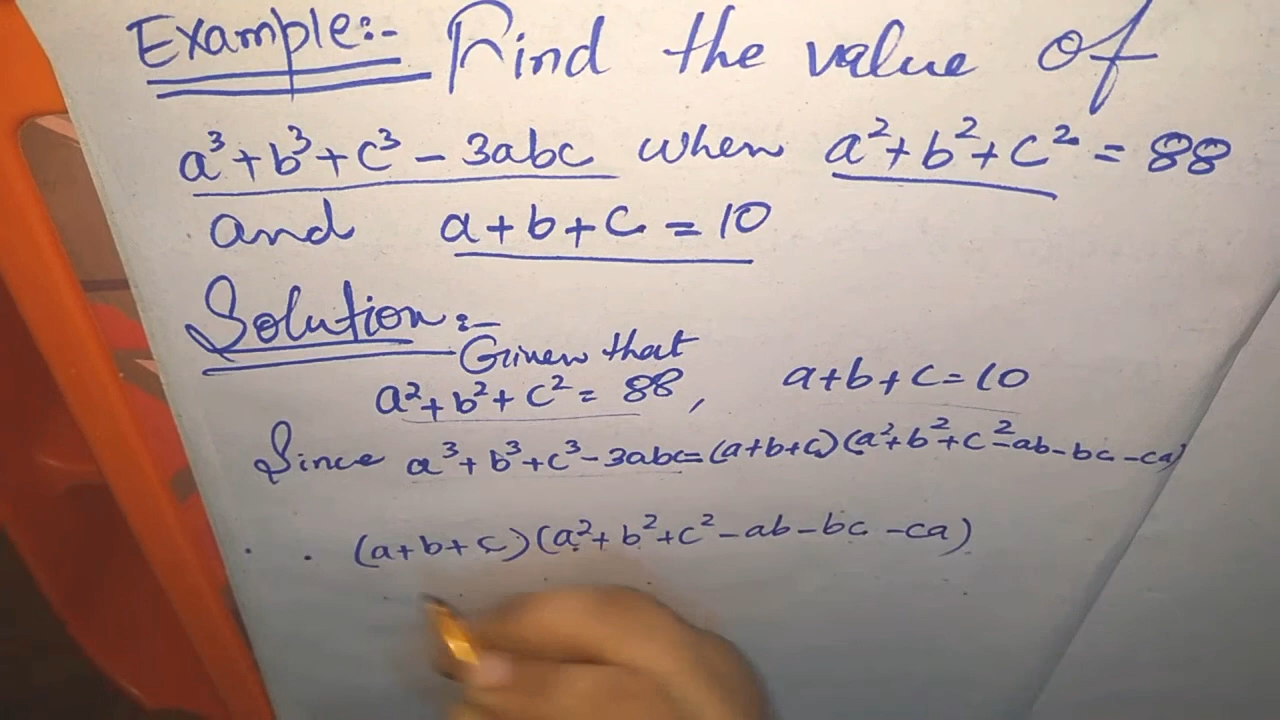 Example:- Find the value of
a³+b³+c³-3abc when a²+b²+c²=88
and a+b+c=10
Solution:-
Given that
a²+b²+c²=88, a+b+c=10
Since a³+b³+c³-3abc=(a+b+c)(a²+b²+c²-ab-bc-ca)
(a+b+c)(a²+b²+c²-ab-bc-ca)